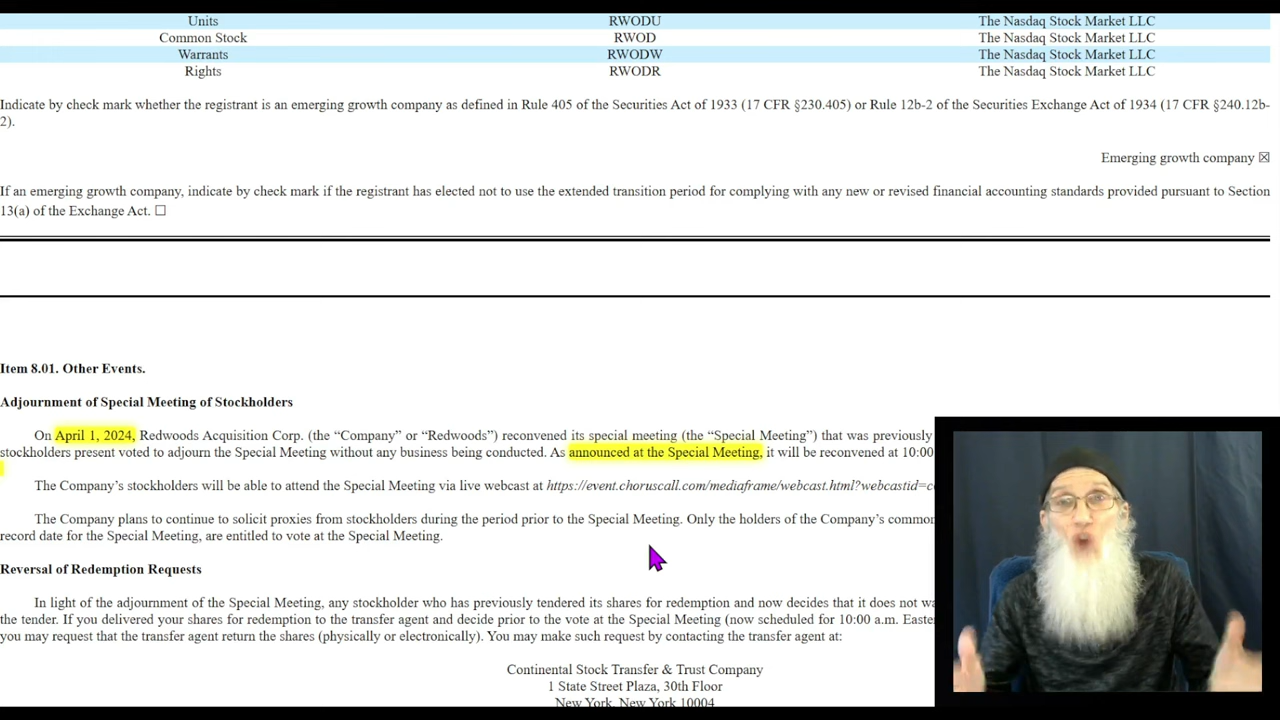 Units RWODU The Nasdaq Stock Market LLC
Common Stock RWOD The Nasdaq Stock Market LLC
Warrants RWODW The Nasdaq Stock Market LLC
Rights RWODR The Nasdaq Stock Market LLC
Indicate by check mark whether the registrant is an emerging growth company as defined in Rule 405 of the Securities Act of 1933 (17 CFR §230.405) or Rule 12b-2 of the Securities Exchange Act of 1934 (17 CFR §240.12b-
2).
Emerging growth company ☒
If an emerging growth company, indicate by check mark if the registrant has elected not to use the extended transition period for complying with any new or revised financial accounting standards provided pursuant to Section
13(a) of the Exchange Act. ☐
Item 8.01. Other Events.
Adjournment of Special Meeting of Stockholders
On April 1, 2024, Redwoods Acquisition Corp. (the “Company” or “Redwoods”) reconvened its special meeting (the “Special Meeting”) that was previously
stockholders present voted to adjourn the Special Meeting without any business being conducted. As announced at the Special Meeting, it will be reconvened at 10:00
The Company’s stockholders will be able to attend the Special Meeting via live webcast at https://event.choruscall.com/mediaframe/webcast.html?webcastid=c
The Company plans to continue to solicit proxies from stockholders during the period prior to the Special Meeting. Only the holders of the Company’s common
record date for the Special Meeting, are entitled to vote at the Special Meeting.
Reversal of Redemption Requests
In light of the adjournment of the Special Meeting, any stockholder who has previously tendered its shares for redemption and now decides that it does not wa
the tender. If you delivered your shares for redemption to the transfer agent and decide prior to the vote at the Special Meeting (now scheduled for 10:00 a.m. Easter
you may request that the transfer agent return the shares (physically or electronically). You may make such request by contacting the transfer agent at:
Continental Stock Transfer & Trust Company
1 State Street Plaza, 30th Floor
New York, New York 10004